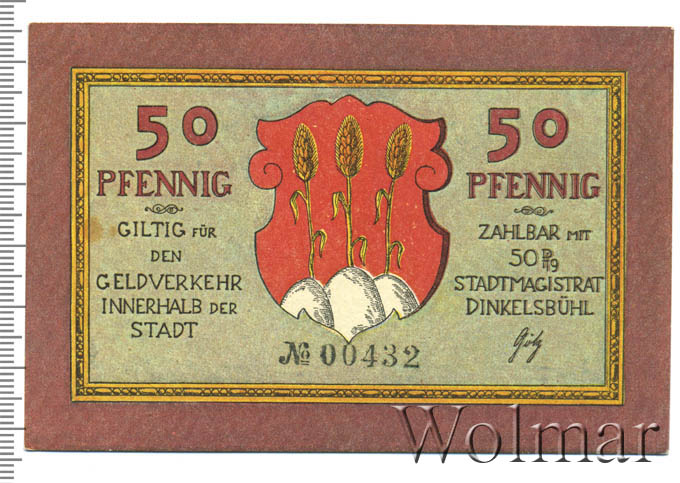 50
PFENNIG
GILTIG FÜR
DEN
GELDVERKEHR
INNERHALB DER
STADT
50
PFENNIG
ZAHLBAR MIT
50 Pfg
STADTMAGISTRAT
DINKELSBÜHL
Götz
№ 00432
Wolmar